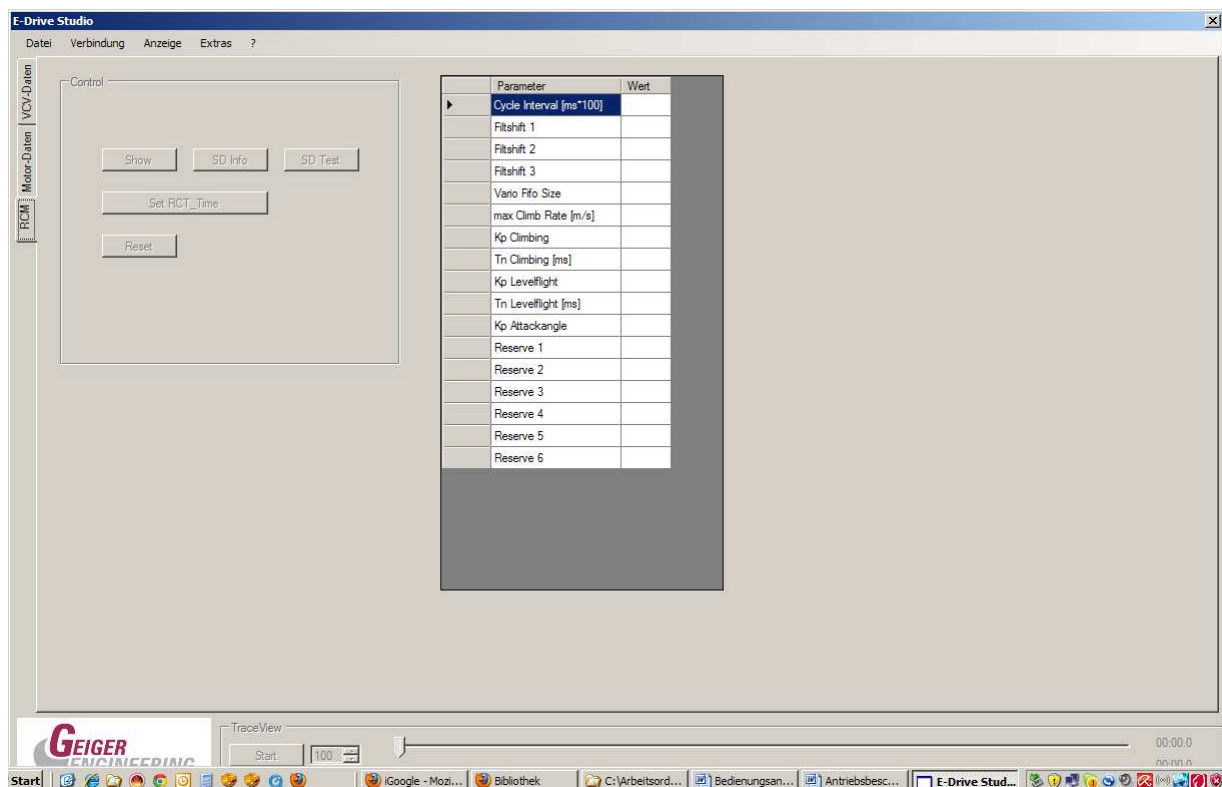 E-Drive Studio
Datei Verbindung Anzeige Extras ?
VCV-Daten
Motor-Daten
RCM
Control
Show SD Info SD Test
Set RCT_Time
Reset
Parameter Wert
Cycle Interval [ms*100]
Filtshift 1
Filtshift 2
Filtshift 3
Vario Fifo Size
max Climb Rate [m/s]
Kp Climbing
Tn Climbing [ms]
Kp Levelflight
Tn Levelflight [ms]
Kp Attackangle
Reserve 1
Reserve 2
Reserve 3
Reserve 4
Reserve 5
Reserve 6
GEIGER
ENGINEERING
TraceView
Start 100
00:00.0
00:00.0
Start iGoogle - Mozi... Bibliothek C:\Arbeitsord... Bedienungsan... Antriebsbesc... E-Drive Stud...